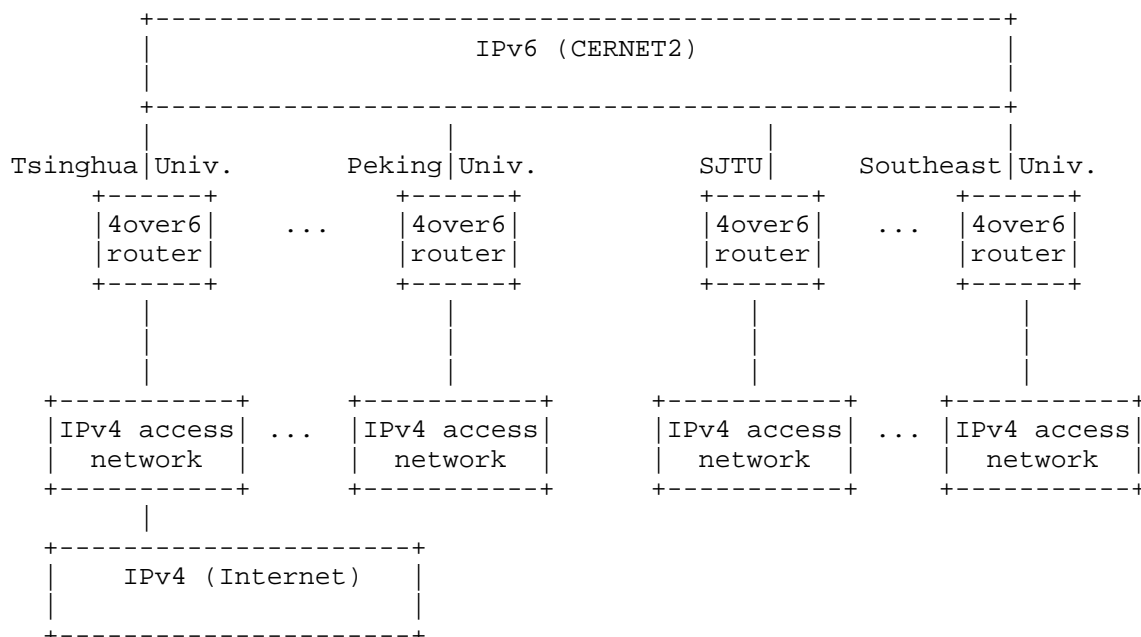 IPv6 (CERNET2)
Tsinghua|Univ. Peking|Univ. SJTU| Southeast|Univ.
|4over6| ... |4over6| |4over6| ... |4over6|
|router| |router| |router| |router|
|IPv4 access| ... |IPv4 access| |IPv4 access| ... |IPv4 access|
| network | | network | | network | | network |
IPv4 (Internet)